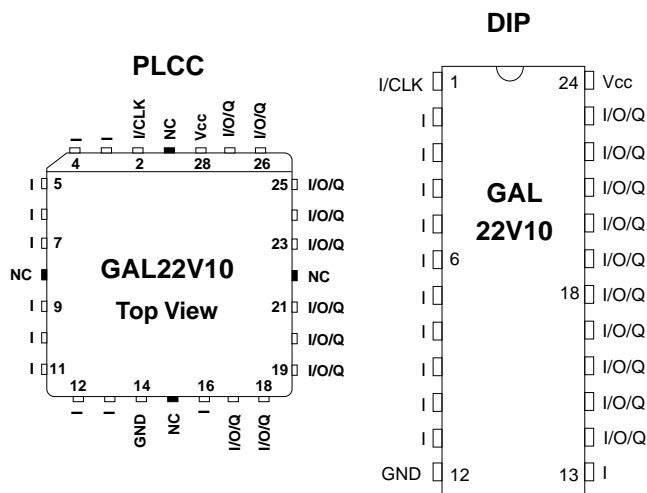 PLCC
I I I/CLK NC Vcc I/O/Q I/O/Q
4 2 28 26
I 5 25 I/O/Q
I I/O/Q
I 7 23 I/O/Q
NC GAL22V10 NC
I 9 Top View 21 I/O/Q
I I/O/Q
I 11 19 I/O/Q
12 14 16 18
I I GND NC I I/O/Q I/O/Q
DIP
I/CLK 1 24 Vcc
I I/O/Q
I I/O/Q
I GAL I/O/Q
I 22V10 I/O/Q
I 6 I/O/Q
I 18 I/O/Q
I I/O/Q
I I/O/Q
I I/O/Q
I I/O/Q
GND 12 13 I